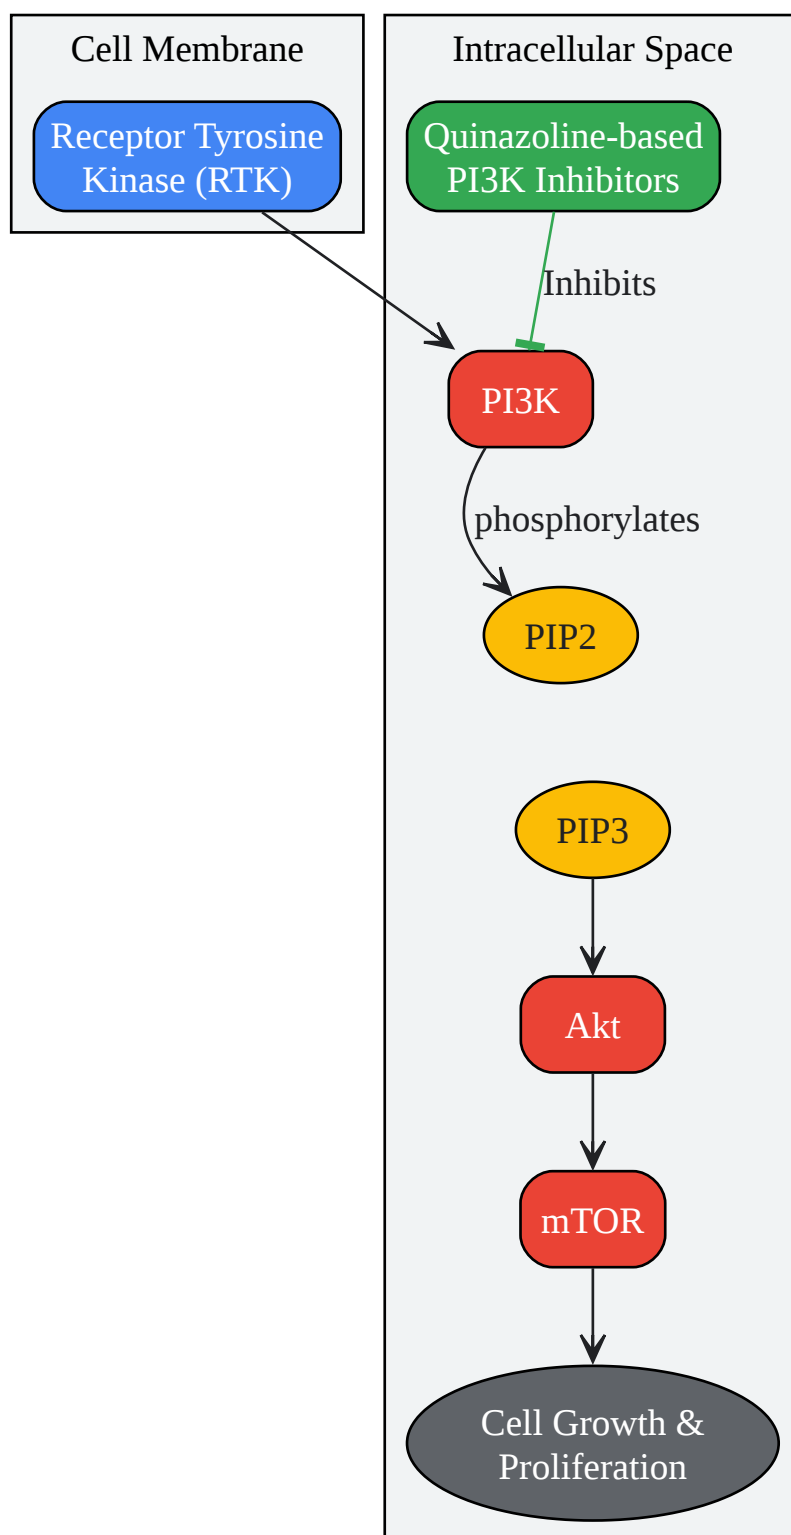 Cell Membrane
Receptor Tyrosine
Kinase (RTK)
Intracellular Space
Quinazoline-based
PI3K Inhibitors
Inhibits
PI3K
phosphorylates
PIP2
PIP3
Akt
mTOR
Cell Growth &
Proliferation